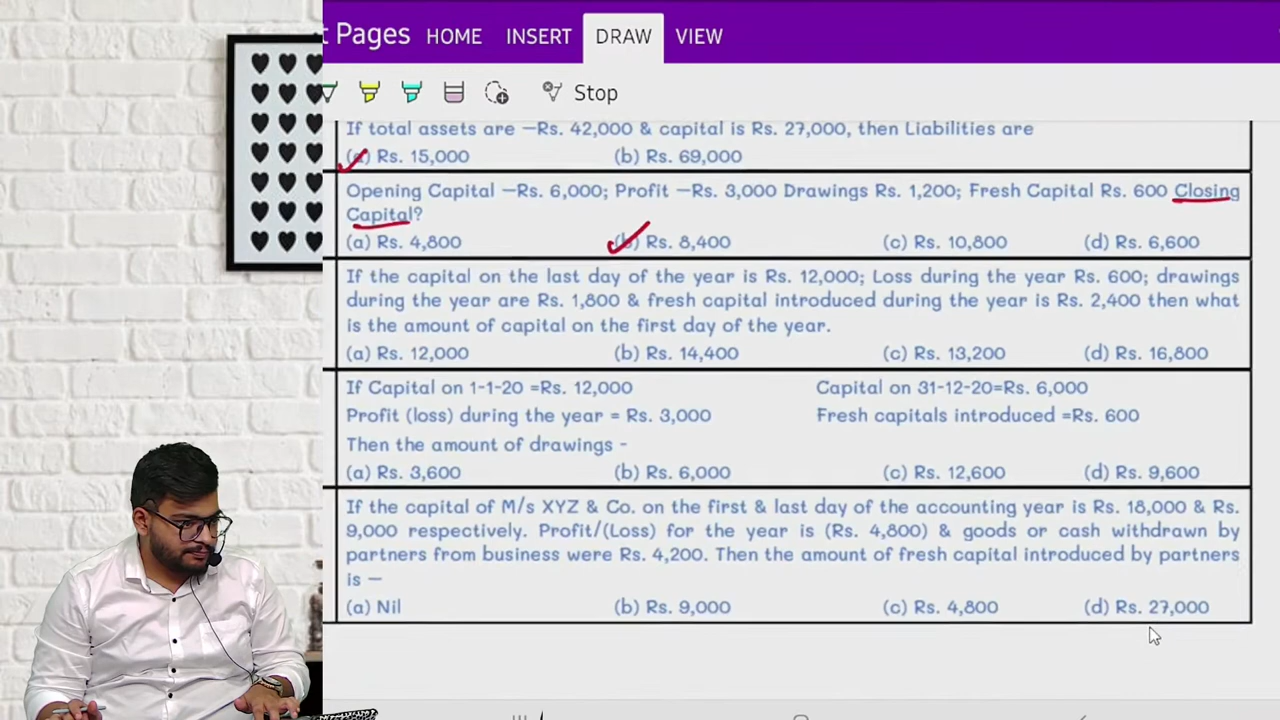 t Pages HOME INSERT DRAW VIEW
Stop
If total assets are –Rs. 42,000 & capital is Rs. 27,000, then Liabilities are
(a) Rs. 15,000 (b) Rs. 69,000
Opening Capital –Rs. 6,000; Profit –Rs. 3,000 Drawings Rs. 1,200; Fresh Capital Rs. 600 Closing
Capital?
(a) Rs. 4,800 (b) Rs. 8,400 (c) Rs. 10,800 (d) Rs. 6,600
If the capital on the last day of the year is Rs. 12,000; Loss during the year Rs. 600; drawings
during the year are Rs. 1,800 & fresh capital introduced during the year is Rs. 2,400 then what
is the amount of capital on the first day of the year.
(a) Rs. 12,000 (b) Rs. 14,400 (c) Rs. 13,200 (d) Rs. 16,800
If Capital on 1-1-20 =Rs. 12,000 Capital on 31-12-20=Rs. 6,000
Profit (loss) during the year = Rs. 3,000 Fresh capitals introduced =Rs. 600
Then the amount of drawings -
(a) Rs. 3,600 (b) Rs. 6,000 (c) Rs. 12,600 (d) Rs. 9,600
If the capital of M/s XYZ & Co. on the first & last day of the accounting year is Rs. 18,000 & Rs.
9,000 respectively. Profit/(Loss) for the year is (Rs. 4,800) & goods or cash withdrawn by
partners from business were Rs. 4,200. Then the amount of fresh capital introduced by partners
is –
(a) Nil (b) Rs. 9,000 (c) Rs. 4,800 (d) Rs. 27,000